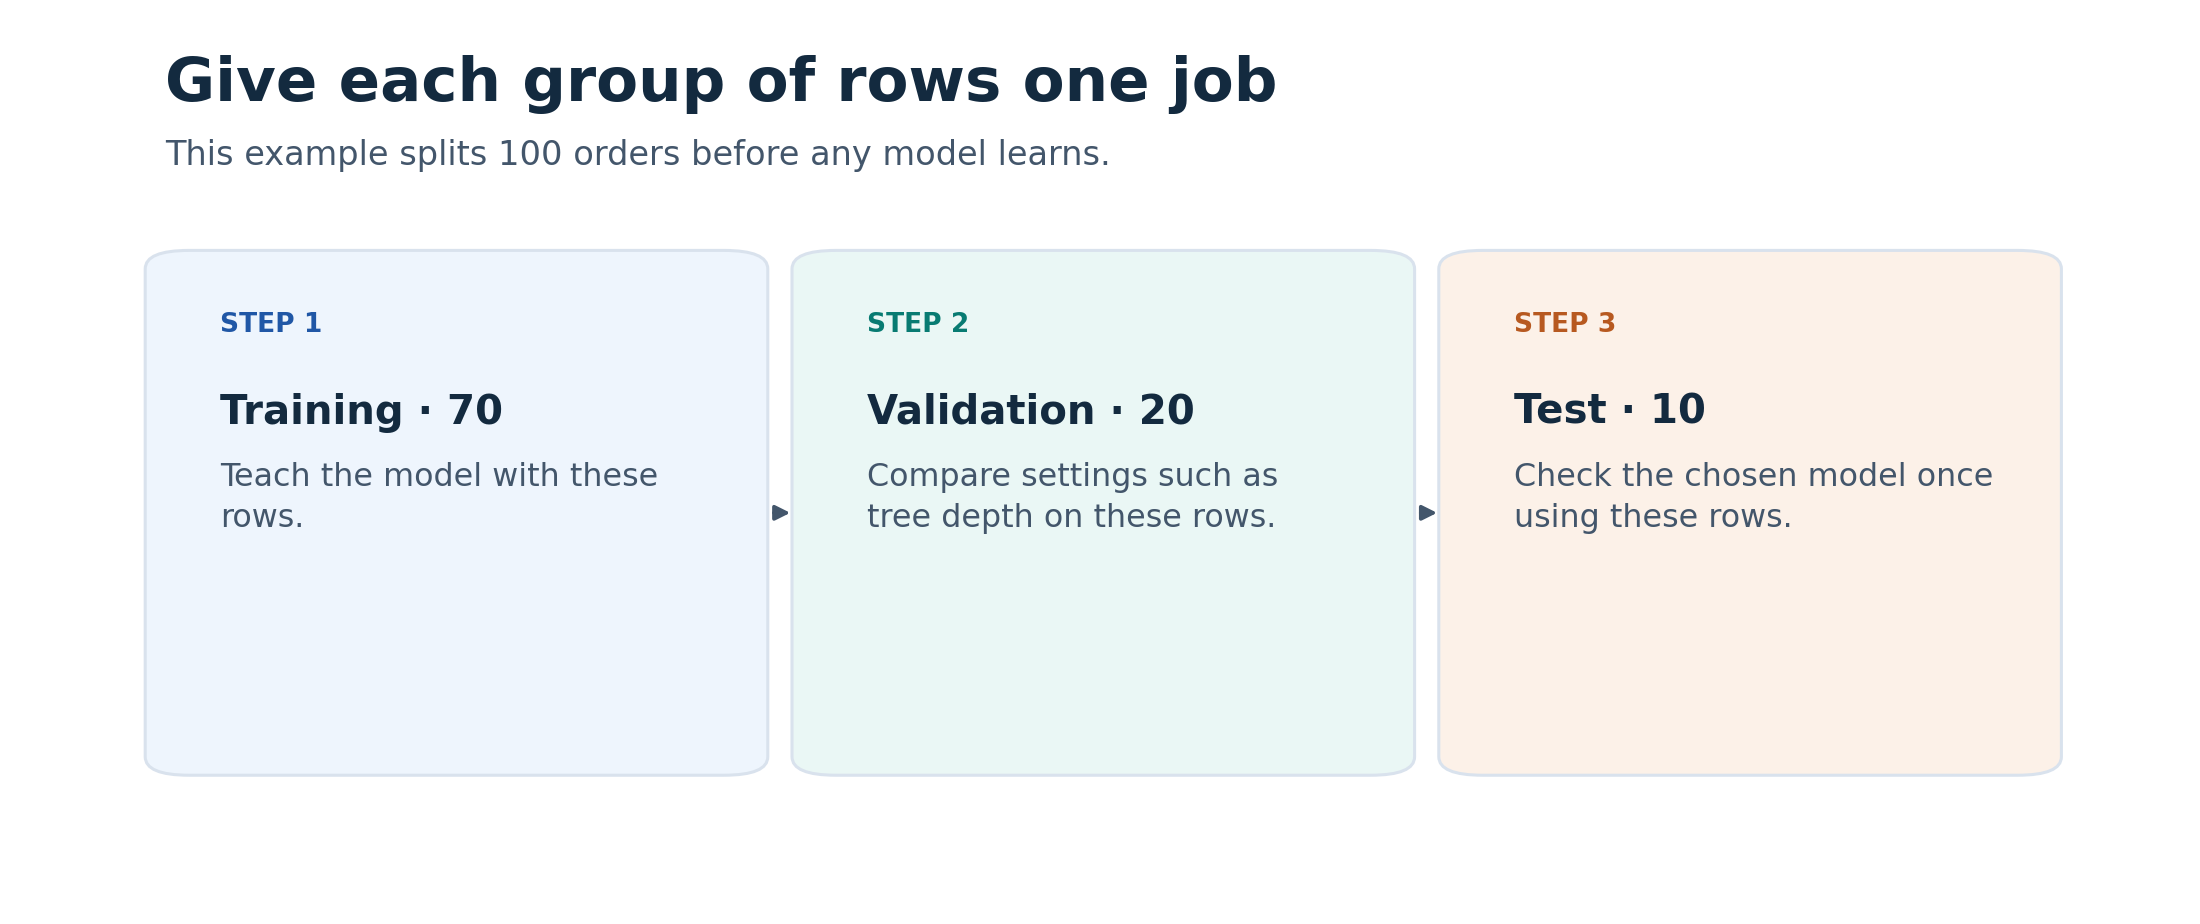 Give each group of rows one job
This example splits 100 orders before any model learns.
STEP 1
Training · 70
Teach the model with these
rows.
STEP 2
Validation · 20
Compare settings such as
tree depth on these rows.
STEP 3
Test · 10
Check the chosen model once
using these rows.